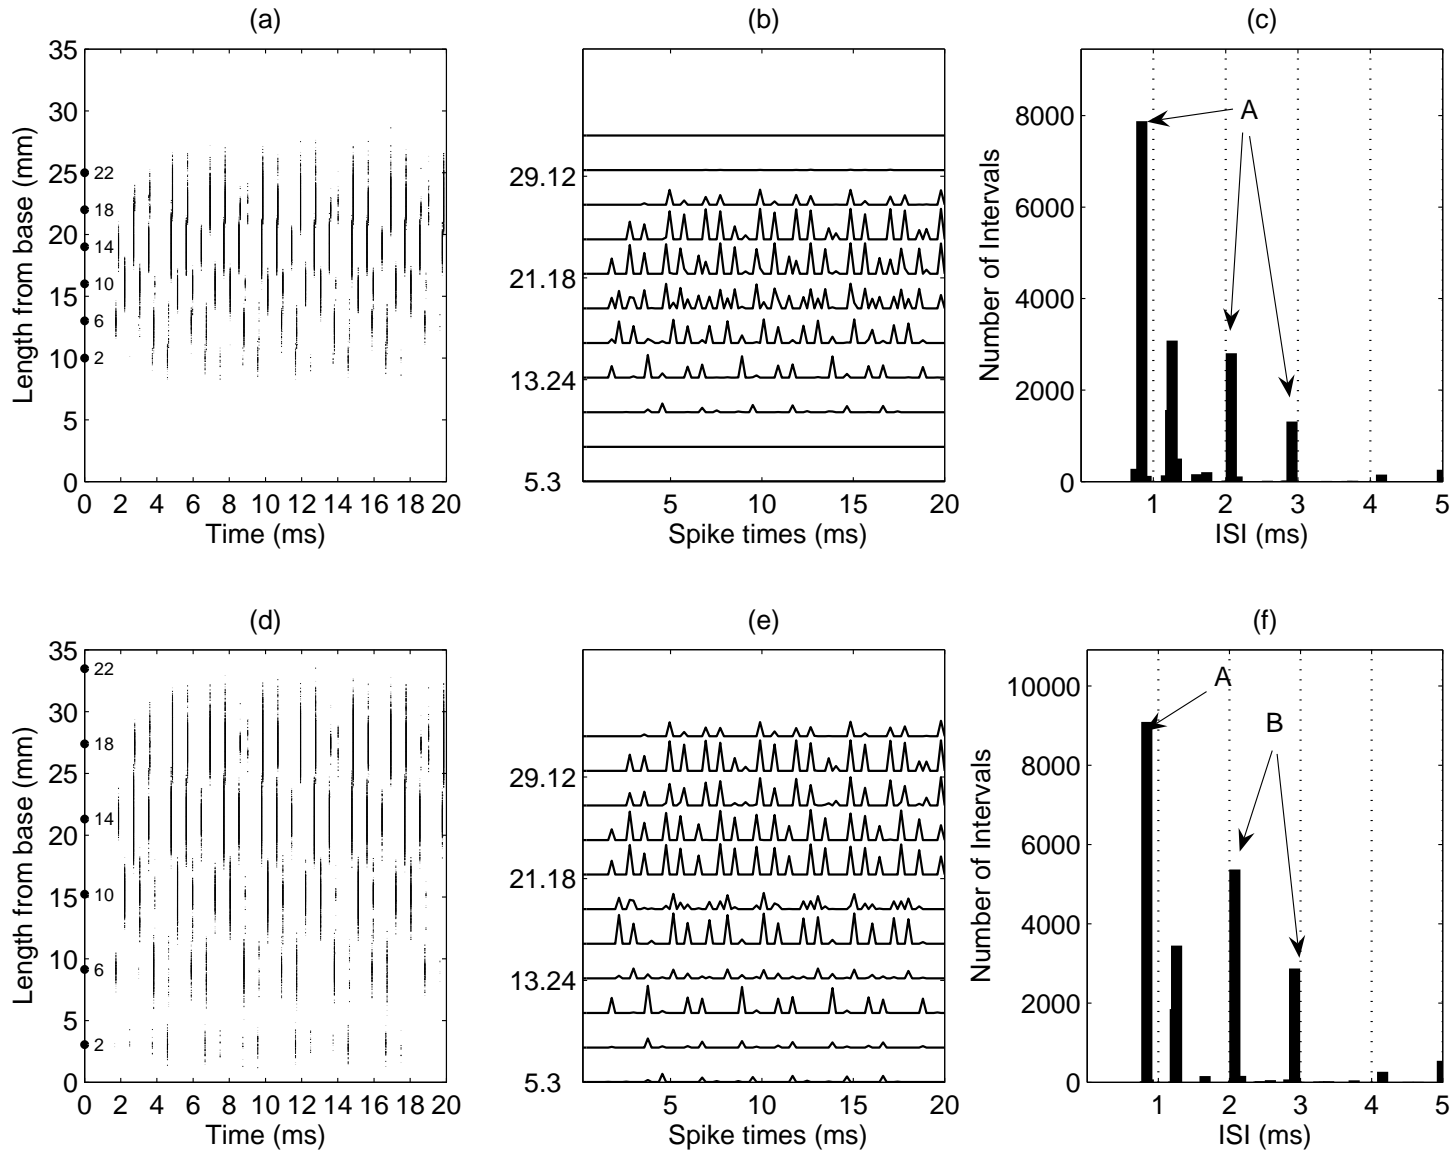 (a)
35
30
25
20
15
10
5
0
22
18
14
10
6
2
0 2 4 6 8 10 12 14 16 18 20
Length from base (mm)
Time (ms)
(b)
29.12
21.18
13.24
5.3
5 10 15 20
Spike times (ms)
(c)
8000
6000
4000
2000
0
A
1 2 3 4 5
Number of Intervals
ISI (ms)
(d)
35
30
25
20
15
10
5
0
22
18
14
10
6
2
0 2 4 6 8 10 12 14 16 18 20
Length from base (mm)
Time (ms)
(e)
29.12
21.18
13.24
5.3
5 10 15 20
Spike times (ms)
(f)
10000
8000
6000
4000
2000
0
A
B
1 2 3 4 5
Number of Intervals
ISI (ms)